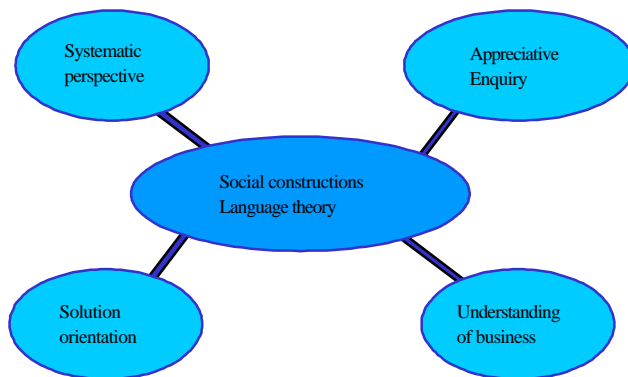 Systematic
perspective
Appreciative
Enquiry
Social constructions
Language theory
Solution
orientation
Understanding
of business